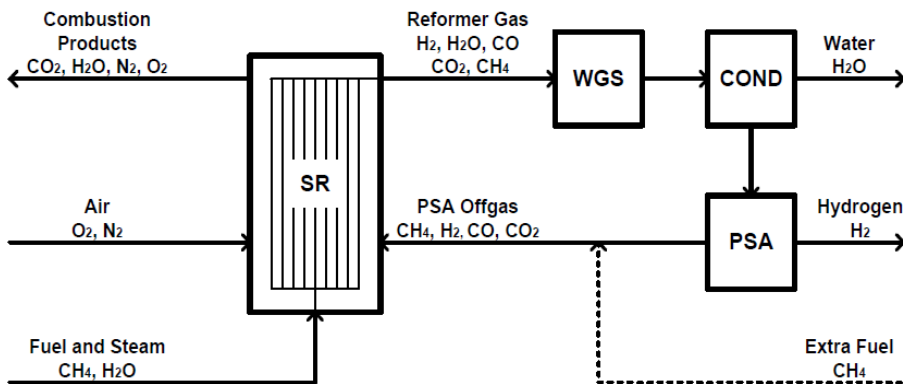 Combustion
Products
CO2, H2O, N2, O2
Reformer Gas
H2, H2O, CO
CO2, CH4
WGS
COND
Water
H2O
SR
Air
O2, N2
PSA Offgas
CH4, H2, CO, CO2
PSA
Hydrogen
H2
Fuel and Steam
CH4, H2O
Extra Fuel
CH4